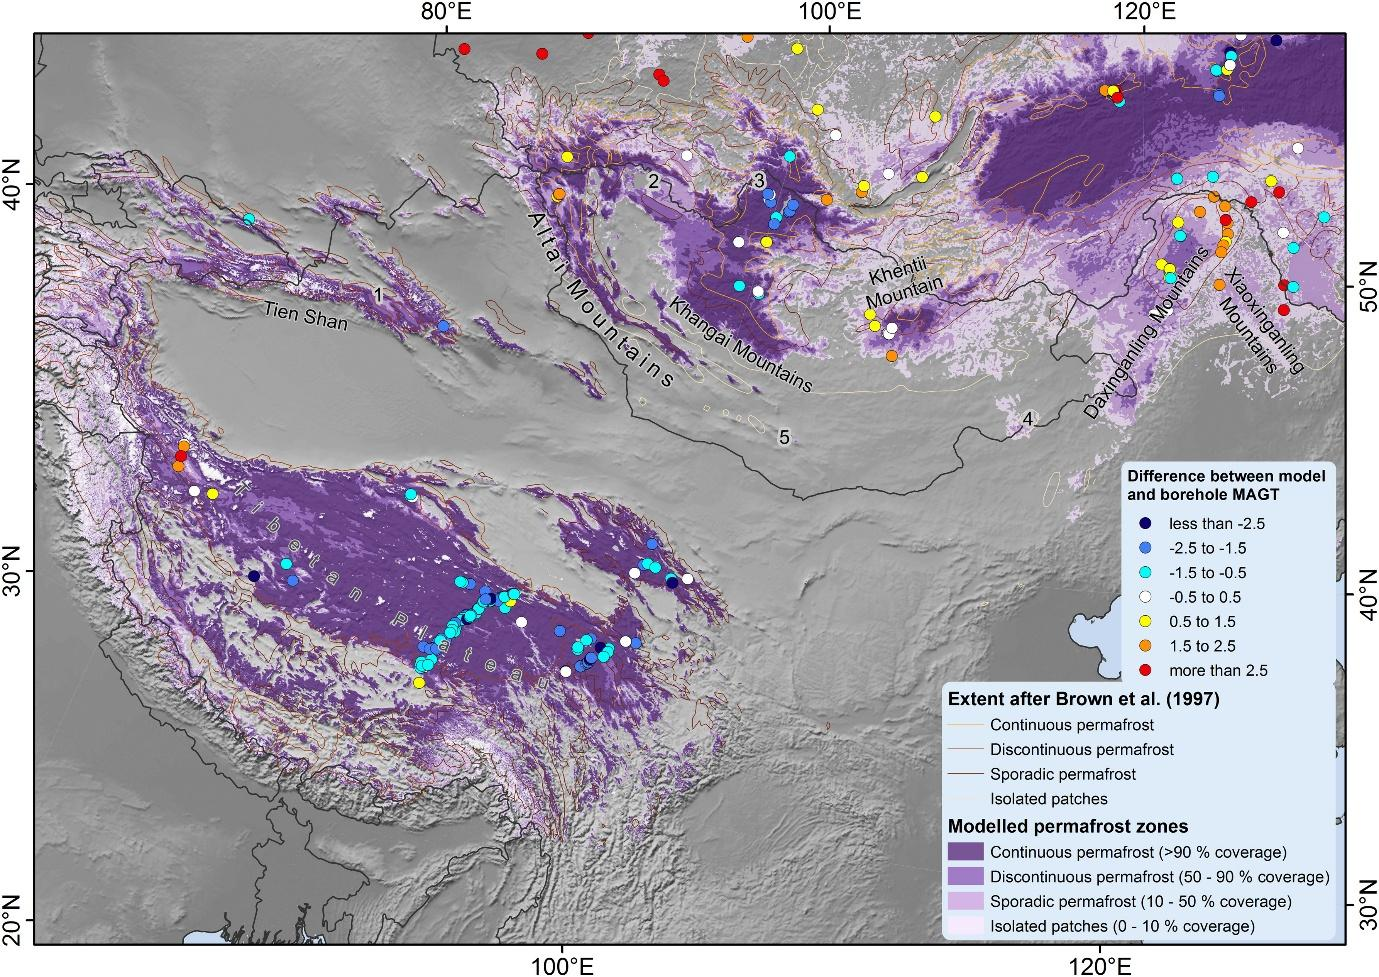 80°E
100°E
120°E
40°N
50°N
30°N
40°N
20°N
30°N
100°E
120°E
2
3
1
Tien Shan
Altai Mountains
Khangai Mountains
Khentii
Mountain
Daxinganling Mountains
Xiaoxinganling
Mountains
4
5
Tibetan Plateau
Difference between model
and borehole MAGT
less than -2.5
-2.5 to -1.5
-1.5 to -0.5
-0.5 to 0.5
0.5 to 1.5
1.5 to 2.5
more than 2.5
Extent after Brown et al. (1997)
Continuous permafrost
Discontinuous permafrost
Sporadic permafrost
Isolated patches
Modelled permafrost zones
Continuous permafrost (>90 % coverage)
Discontinuous permafrost (50 - 90 % coverage)
Sporadic permafrost (10 - 50 % coverage)
Isolated patches (0 - 10 % coverage)